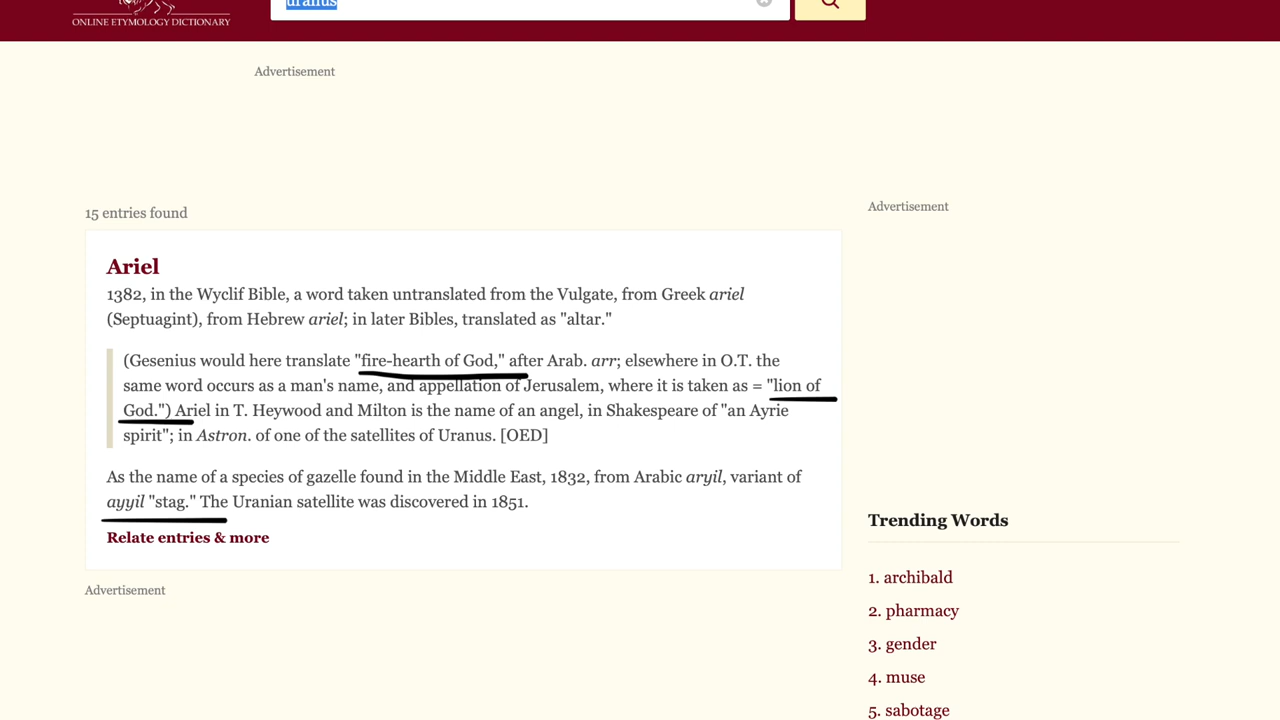 uranus
ONLINE ETYMOLOGY DICTIONARY
Advertisement
15 entries found
Advertisement
Ariel
1382, in the Wyclif Bible, a word taken untranslated from the Vulgate, from Greek ariel
(Septuagint), from Hebrew ariel; in later Bibles, translated as "altar."
(Gesenius would here translate "fire-hearth of God," after Arab. arr; elsewhere in O.T. the
same word occurs as a man's name, and appellation of Jerusalem, where it is taken as = "lion of
God.") Ariel in T. Heywood and Milton is the name of an angel, in Shakespeare of "an Ayrie
spirit"; in Astron. of one of the satellites of Uranus. [OED]
As the name of a species of gazelle found in the Middle East, 1832, from Arabic aryil, variant of
ayyil "stag." The Uranian satellite was discovered in 1851.
Relate entries & more
Advertisement
Trending Words
1. archibald
2. pharmacy
3. gender
4. muse
5. sabotage